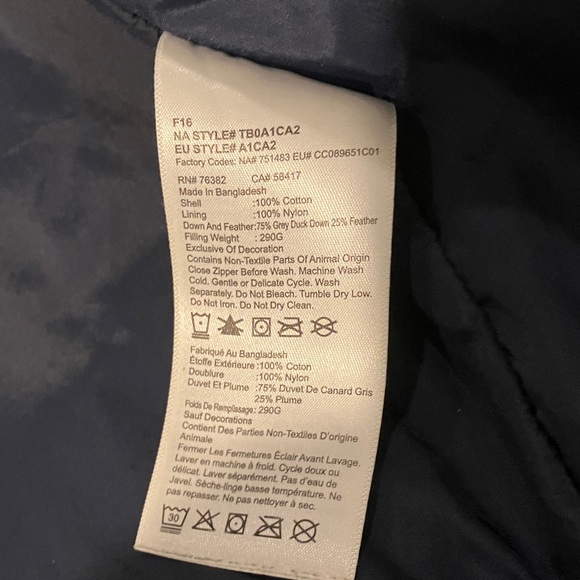 F16
NA STYLE# TB0A1CA2
EU STYLE# A1CA2
Factory Codes: NA# 751483 EU# CC089651C01
RN# 76382 CA# 58417
Made In Bangladesh
Shell :100% Cotton
Lining :100% Nylon
Down And Feather:75% Grey Duck Down 25% Feather
Filling Weight : 290G
Exclusive Of Decoration
Contains Non-Textile Parts Of Animal Origin
Close Zipper Before Wash. Machine Wash
Cold. Gentle or Delicate Cycle. Wash
Separately. Do Not Bleach. Tumble Dry Low.
Do Not Iron. Do Not Dry Clean.
Fabriqué Au Bangladesh
Étoffe Extérieure :100% Coton
Doublure :100% Nylon
Duvet Et Plume :75% Duvet De Canard Gris
25% Plume
Poids De Remplissage: 290G
Sauf Decorations
Contient Des Parties Non-Textiles D'origine
Animale
Fermer Les Fermetures Éclair Avant Lavage.
Laver en machine à froid. Cycle doux ou
délicat. Laver séparément. Pas d'eau de
Javel. Sèche-linge basse température. Ne
pas repasser. Ne pas nettoyer à sec.
30